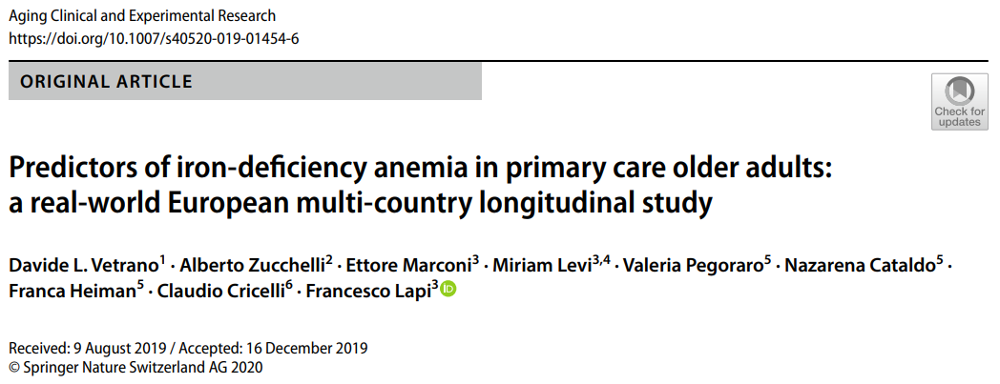 Aging Clinical and Experimental Research
https://doi.org/10.1007/s40520-019-01454-6
ORIGINAL ARTICLE
Check for
updates
Predictors of iron-deficiency anemia in primary care older adults:
a real-world European multi-country longitudinal study
Davide L. Vetrano1 · Alberto Zucchelli2 · Ettore Marconi3 · Miriam Levi3,4 · Valeria Pegoraro5 · Nazarena Cataldo5 ·
Franca Heiman5 · Claudio Cricelli6 · Francesco Lapi3 iD
Received: 9 August 2019 / Accepted: 16 December 2019
© Springer Nature Switzerland AG 2020